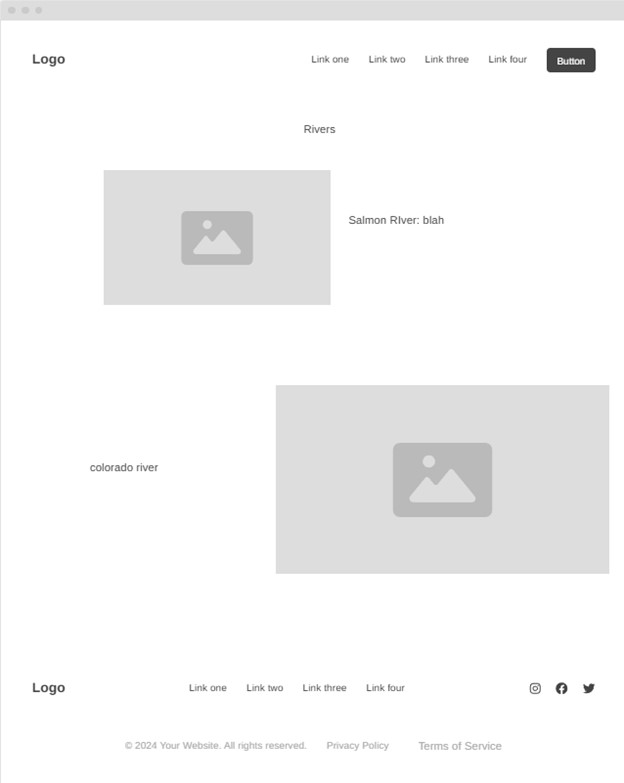 Logo Link one Link two Link three Link four Button
Rivers
Salmon RIver: blah
colorado river
Logo Link one Link two Link three Link four
© 2024 Your Website. All rights reserved. Privacy Policy Terms of Service